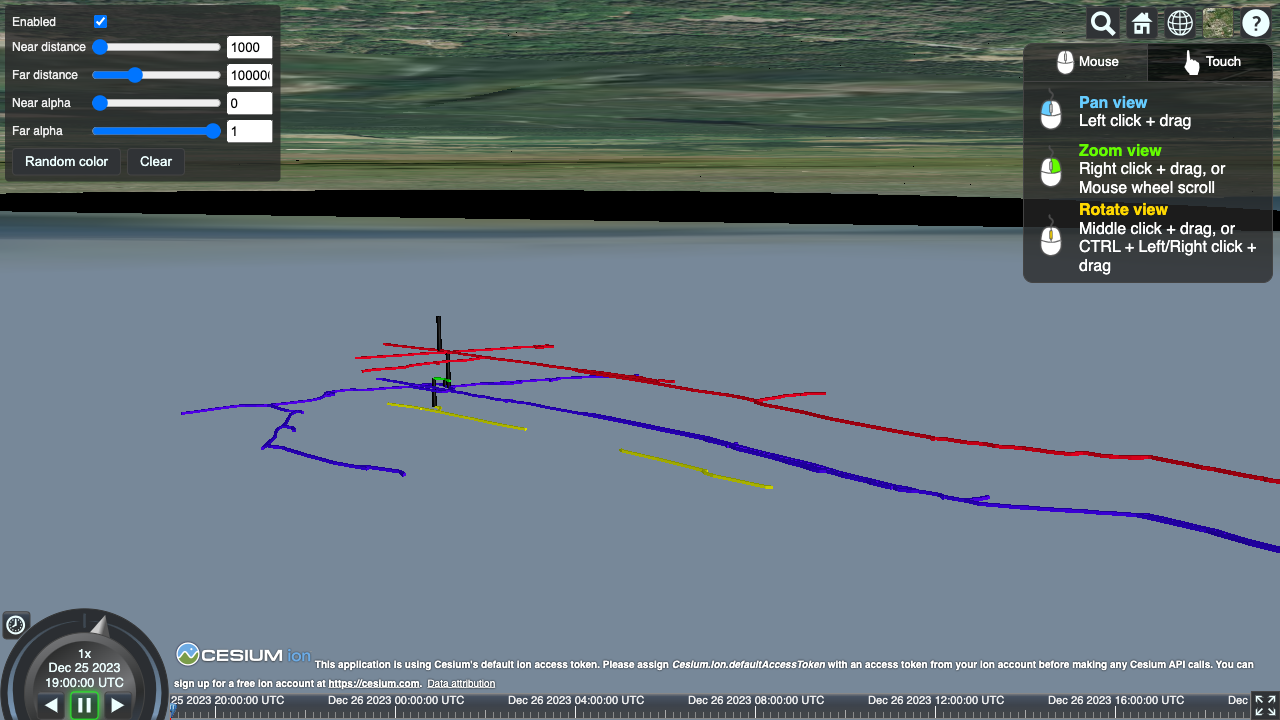 Enabled
Near distance 1000
Far distance 10000
Near alpha 0
Far alpha 1
Random color Clear
Mouse Touch
Pan view
Left click + drag
Zoom view
Right click + drag, or
Mouse wheel scroll
Rotate view
Middle click + drag, or
CTRL + Left/Right click +
drag
1x
Dec 25 2023
19:00:00 UTC
CESIUM ion This application is using Cesium's default ion access token. Please assign Cesium.Ion.defaultAccessToken with an access token from your ion account before making any Cesium API calls. You can
sign up for a free ion account at https://cesium.com. Data attribution
25 2023 20:00:00 UTC Dec 26 2023 00:00:00 UTC Dec 26 2023 04:00:00 UTC Dec 26 2023 08:00:00 UTC Dec 26 2023 12:00:00 UTC Dec 26 2023 16:00:00 UTC Dec